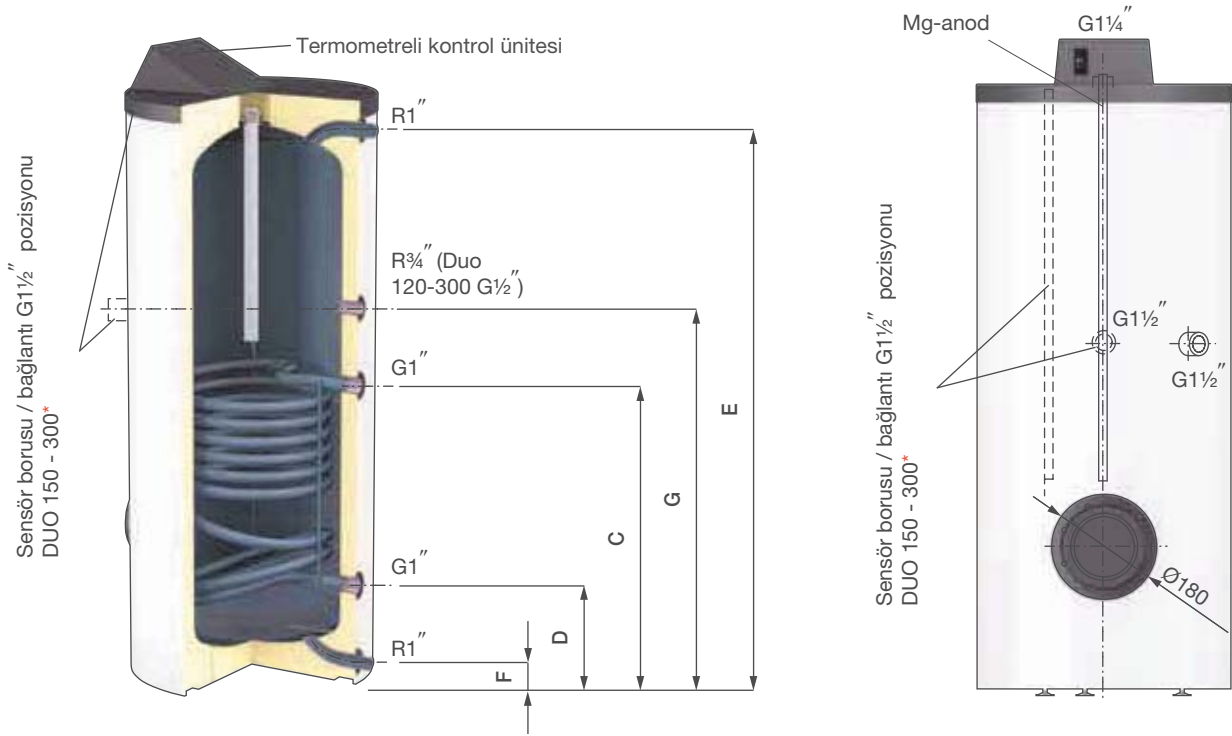 Termometreli kontrol ünitesi
R1″
Sensör borusu / bağlantı G1½″ pozisyonu
DUO 150 - 300*
R¾″ (Duo
120-300 G½″)
G1″
G1″
R1″
E
G
C
D
F
Mg-anod
G1¼″
Sensör borusu / bağlantı G1½″ pozisyonu
DUO 150 - 300*
G1½″
G1½″
Ø180